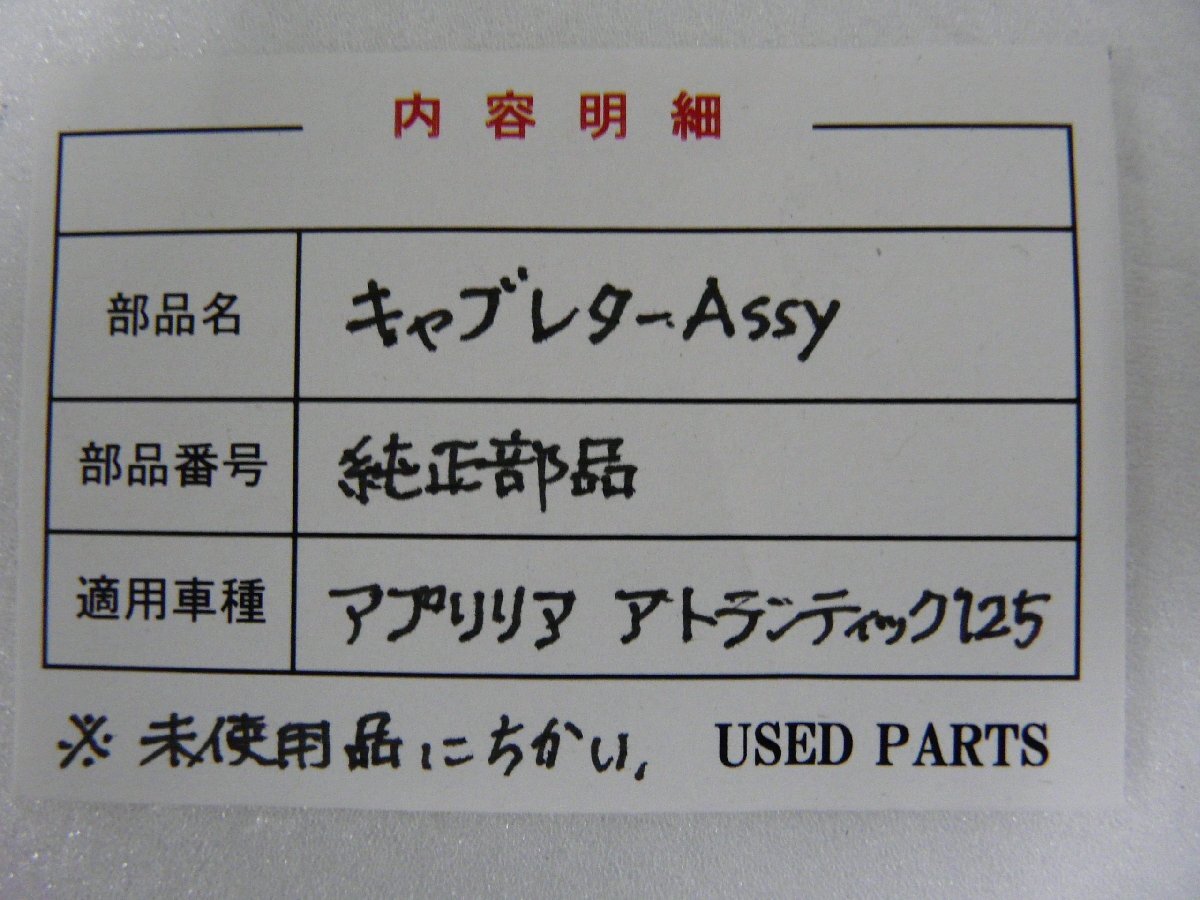 内容明細
部品名 キャブレターAssy
部品番号 純正部品
適用車種 アプリリア アトランティック125
※未使用品にちかい。 USED PARTS